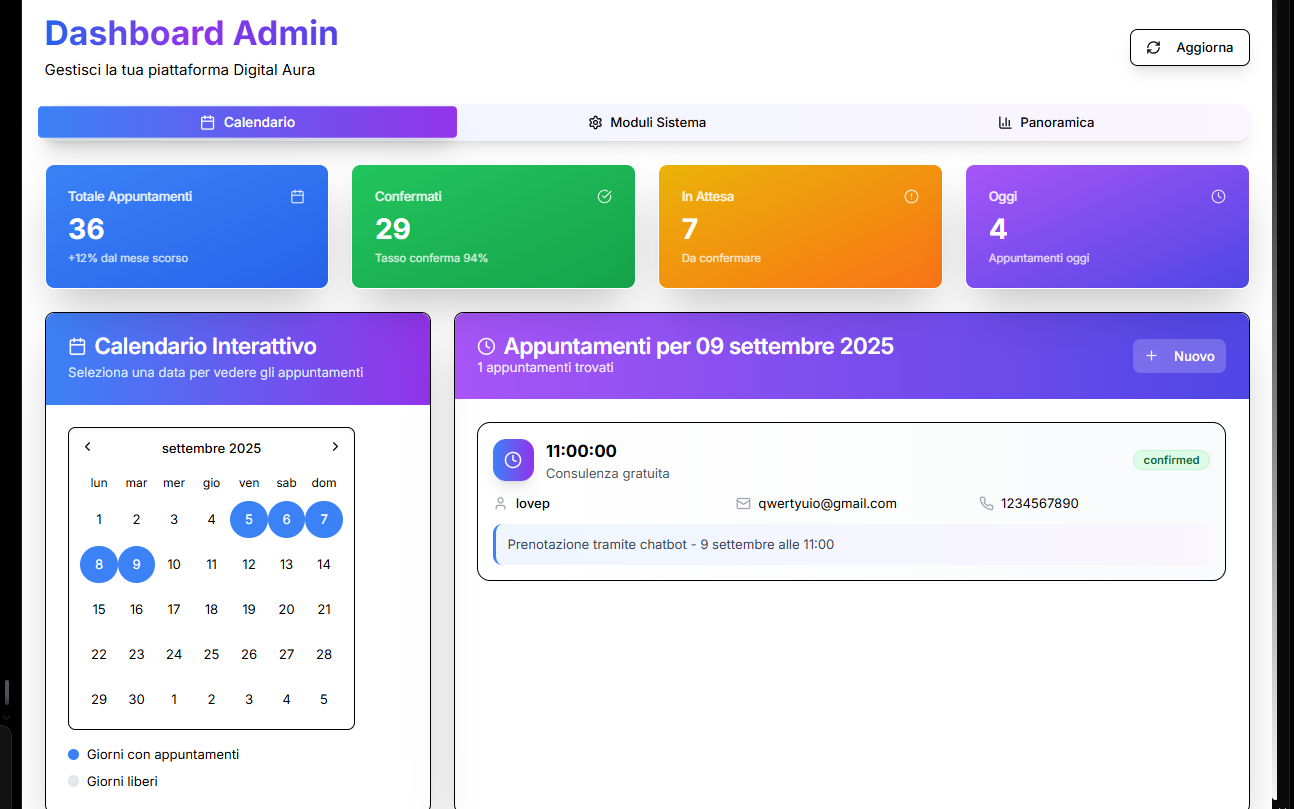 Dashboard Admin
Gestisci la tua piattaforma Digital Aura
Aggiorna
Calendario
Moduli Sistema
Panoramica
Totale Appuntamenti
36
+12% dal mese scorso
Confermati
29
Tasso conferma 94%
In Attesa
7
Da confermare
Oggi
4
Appuntamenti oggi
Calendario Interattivo
Seleziona una data per vedere gli appuntamenti
settembre 2025
lun mar mer gio ven sab dom
1 2 3 4 5 6 7
8 9 10 11 12 13 14
15 16 17 18 19 20 21
22 23 24 25 26 27 28
29 30 1 2 3 4 5
Giorni con appuntamenti
Giorni liberi
Appuntamenti per 09 settembre 2025
1 appuntamenti trovati
Nuovo
11:00:00
Consulenza gratuita
confirmed
lovep
qwertyuio@gmail.com
1234567890
Prenotazione tramite chatbot - 9 settembre alle 11:00